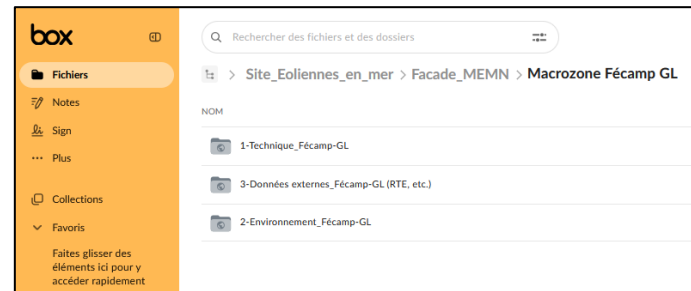 box
Rechercher des fichiers et des dossiers
Fichiers
Site_Eoliennes_en_mer > Facade_MEMN > Macrozone Fécamp GL
Notes
NOM
Sign
1-Technique_Fécamp-GL
Plus
3-Données externes_Fécamp-GL (RTE, etc.)
Collections
2-Environnement_Fécamp-GL
Favoris
Faites glisser des
éléments ici pour y
accéder rapidement